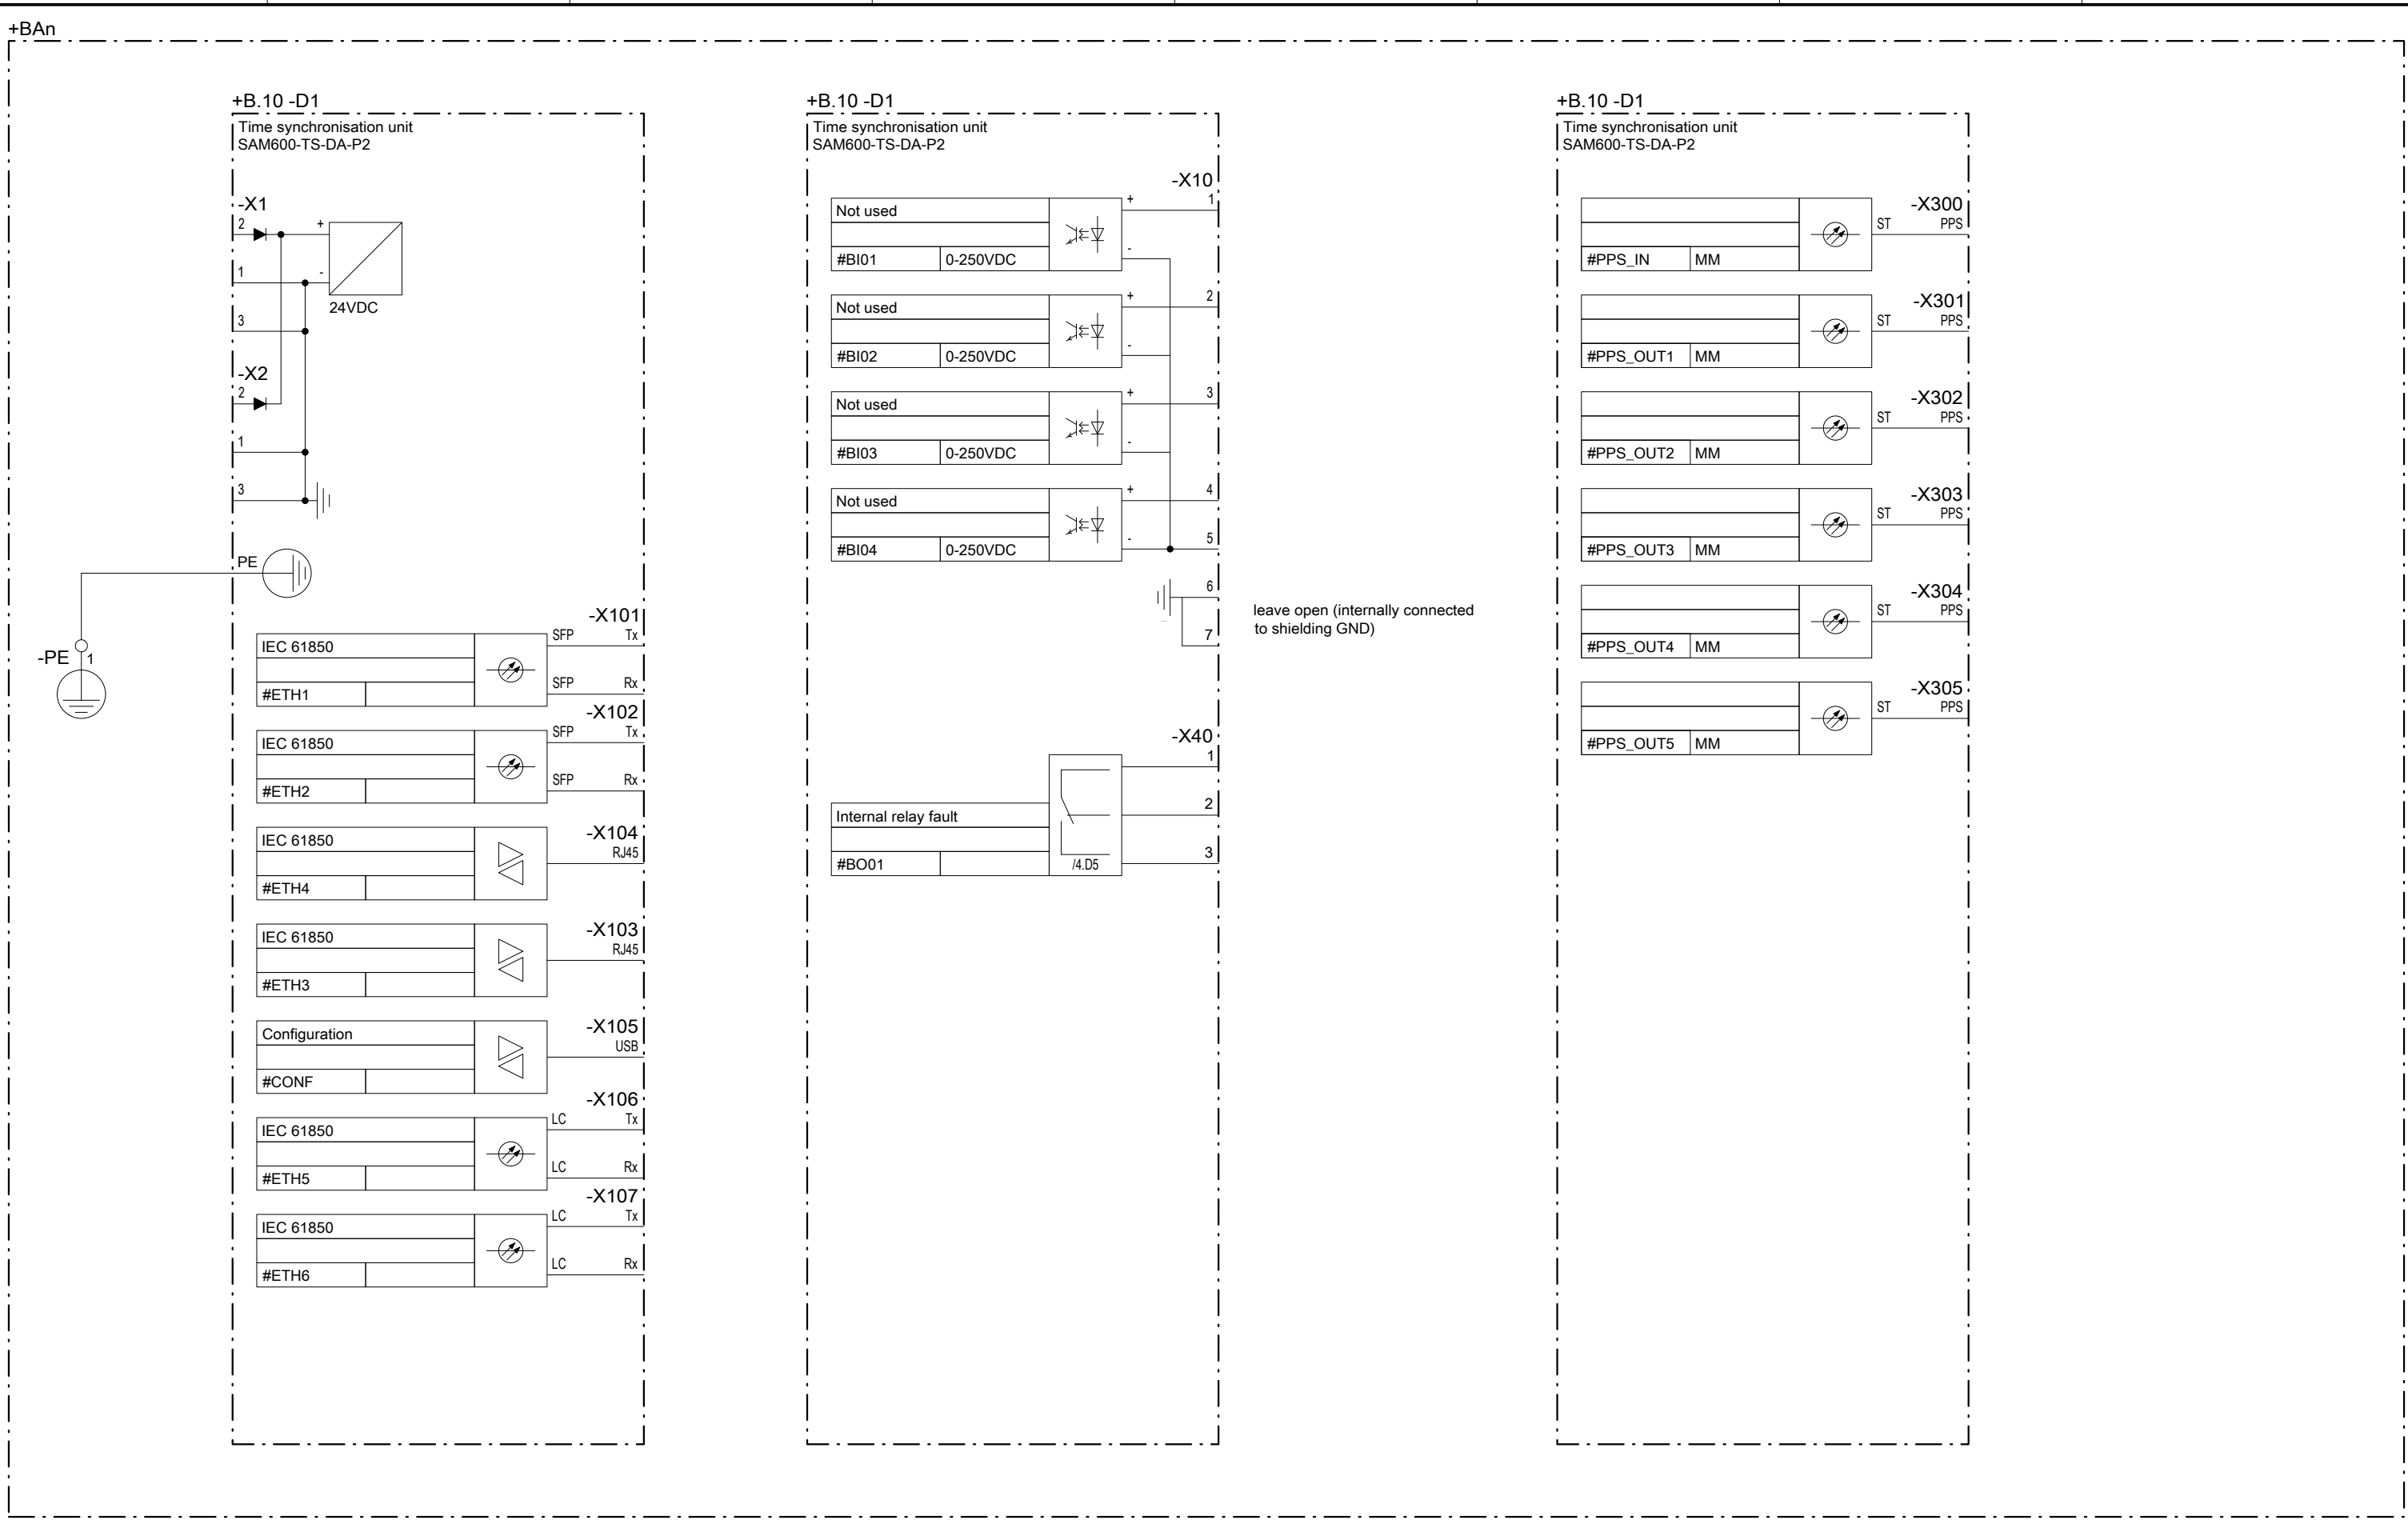 +BAn
+B.10 -D1
Time synchronisation unit
SAM600-TS-DA-P2
-X1
2
+
1
-
24VDC
3
-X2
2
1
3
PE
-PE
1
-X101
IEC 61850
SFP
Tx
#ETH1
SFP
Rx
-X102
IEC 61850
SFP
Tx
#ETH2
SFP
Rx
-X104
IEC 61850
RJ45
#ETH4
-X103
IEC 61850
RJ45
#ETH3
-X105
Configuration
USB
#CONF
-X106
IEC 61850
LC
Tx
#ETH5
LC
Rx
-X107
IEC 61850
LC
Tx
#ETH6
LC
Rx
+B.10 -D1
Time synchronisation unit
SAM600-TS-DA-P2
-X10
Not used
+
1
#BI01
0-250VDC
-
Not used
+
2
#BI02
0-250VDC
-
Not used
+
3
#BI03
0-250VDC
-
Not used
+
4
#BI04
0-250VDC
-
5
6
7
leave open (internally connected
to shielding GND)
-X40
1
Internal relay fault
2
#BO01
/4.D5
3
+B.10 -D1
Time synchronisation unit
SAM600-TS-DA-P2
-X300
ST
PPS
#PPS_IN
MM
-X301
ST
PPS
#PPS_OUT1
MM
-X302
ST
PPS
#PPS_OUT2
MM
-X303
ST
PPS
#PPS_OUT3
MM
-X304
ST
PPS
#PPS_OUT4
MM
-X305
ST
PPS
#PPS_OUT5
MM